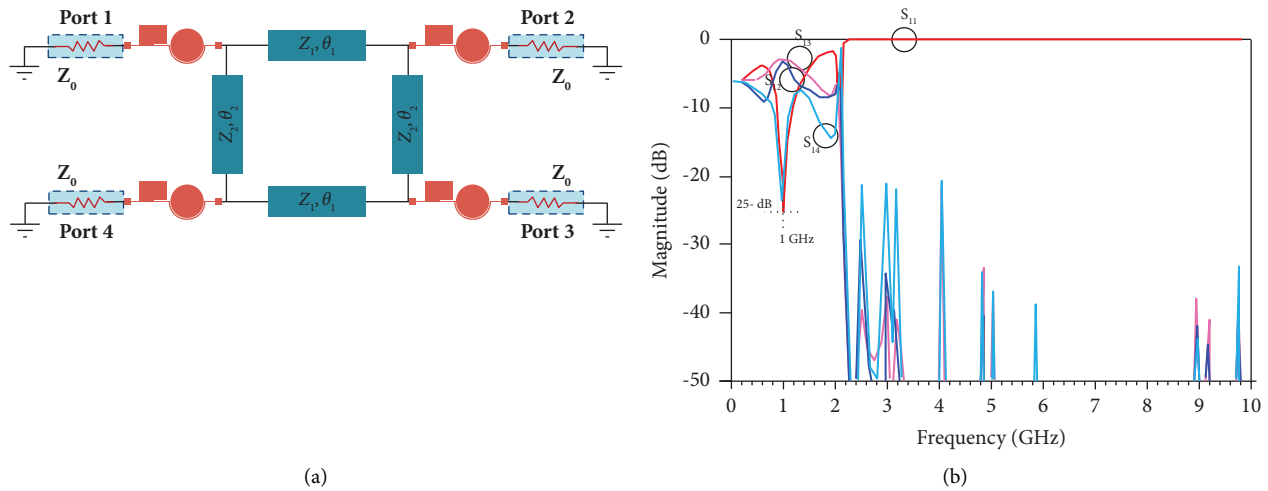 Port 1
Port 2
Z₁, θ₁
Z₀
Z₀
Z₂, θ₂
Z₂, θ₂
Z₀
Z₀
Z₁, θ₁
Port 4
Port 3
(a)
S₁₁
S₁₃
S₁₂
S₁₄
25- dB
1 GHz
Magnitude (dB)
0
-10
-20
-30
-40
-50
0 1 2 3 4 5 6 7 8 9 10
Frequency (GHz)
(b)